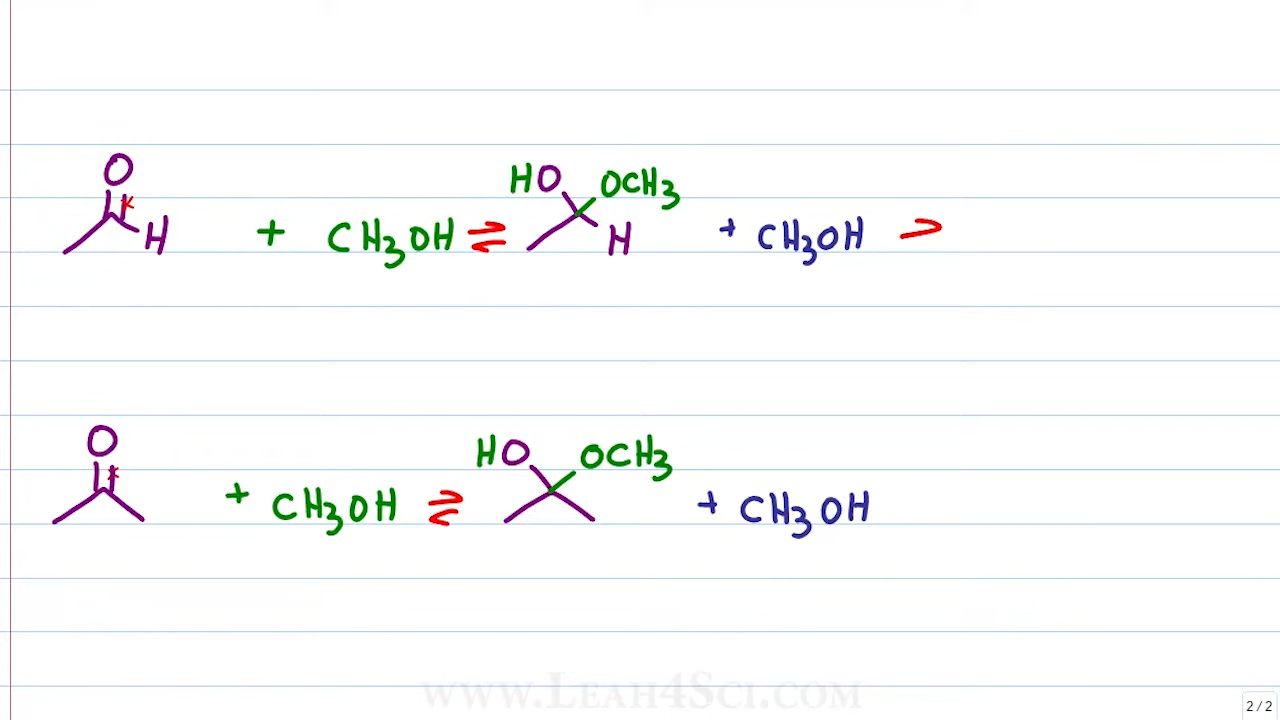 O
H
+ CH3OH ⇌ HO OCH3
H
+ CH3OH ⇀
O
+ CH3OH ⇌ HO OCH3
+ CH3OH
www.Leah4Sci.com
2 / 2